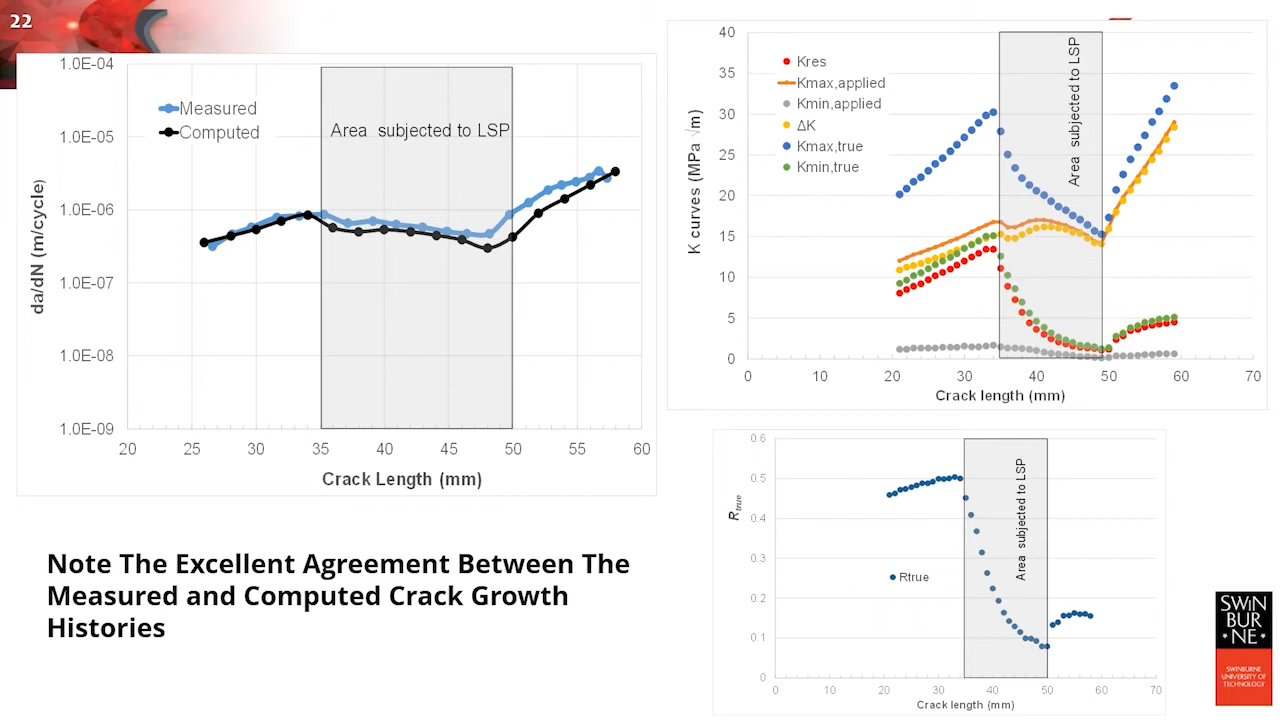 22
1.0E-04
1.0E-05
1.0E-06
1.0E-07
1.0E-08
1.0E-09
da/dN (m/cycle)
Measured
Computed
Area subjected to LSP
20 25 30 35 40 45 50 55 60
Crack Length (mm)
40
35
30
25
20
15
10
5
0
K curves (MPa √m)
Kres
Kmax,applied
Kmin,applied
ΔK
Kmax,true
Kmin,true
Area subjected to LSP
0 10 20 30 40 50 60 70
Crack length (mm)
0.6
0.5
0.4
0.3
0.2
0.1
0
Rtrue
Rtrue
Area subjected to LSP
0 10 20 30 40 50 60 70
Crack length (mm)
Note The Excellent Agreement Between The
Measured and Computed Crack Growth
Histories
SWIN
BUR
*NE*
SWINBURNE
UNIVERSITY OF
TECHNOLOGY